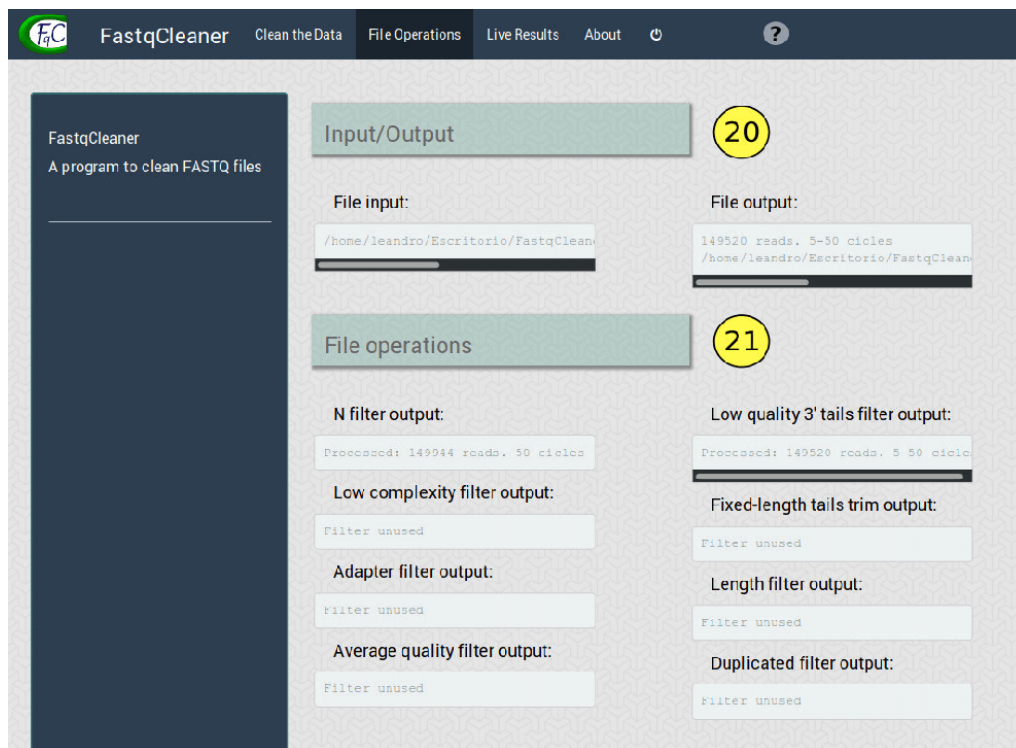 FqC FastqCleaner Clean the Data File Operations Live Results About ?
FastqCleaner
A program to clean FASTQ files
Input/Output 20
File input: File output:
/home/leandro/Escritorio/FastqClean 149520 reads. 5-50 cicles
/home/leandro/Escritorio/FastqClean
File operations 21
N filter output: Low quality 3' tails filter output:
Processed: 149944 reads. 50 cicles Processed: 149520 reads. 5 50 cicle
Low complexity filter output: Fixed-length tails trim output:
Filter unused Filter unused
Adapter filter output: Length filter output:
Filter unused Filter unused
Average quality filter output: Duplicated filter output:
Filter unused Filter unused